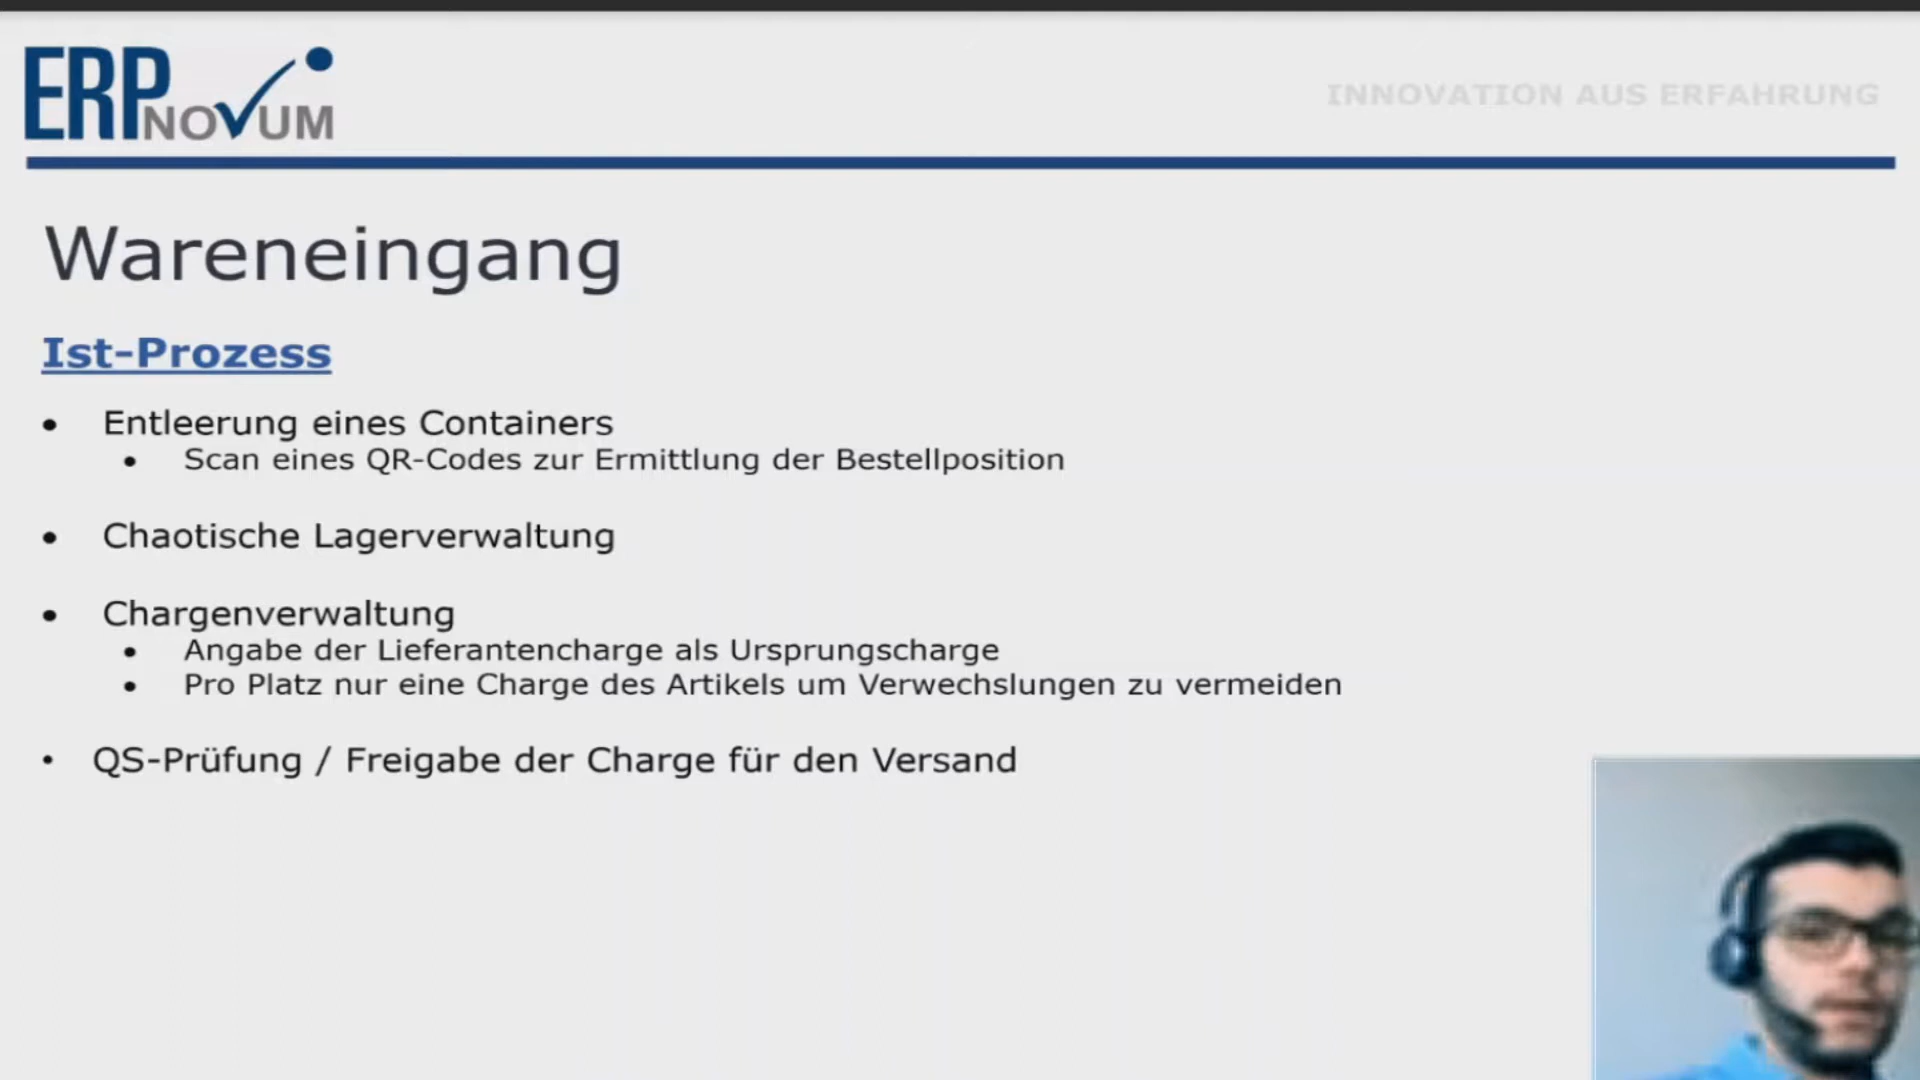 ERP
NOVUM
INNOVATION AUS ERFAHRUNG
Wareneingang
Ist-Prozess
• Entleerung eines Containers
• Scan eines QR-Codes zur Ermittlung der Bestellposition
• Chaotische Lagerverwaltung
• Chargenverwaltung
• Angabe der Lieferantencharge als Ursprungscharge
• Pro Platz nur eine Charge des Artikels um Verwechslungen zu vermeiden
• QS-Prüfung / Freigabe der Charge für den Versand